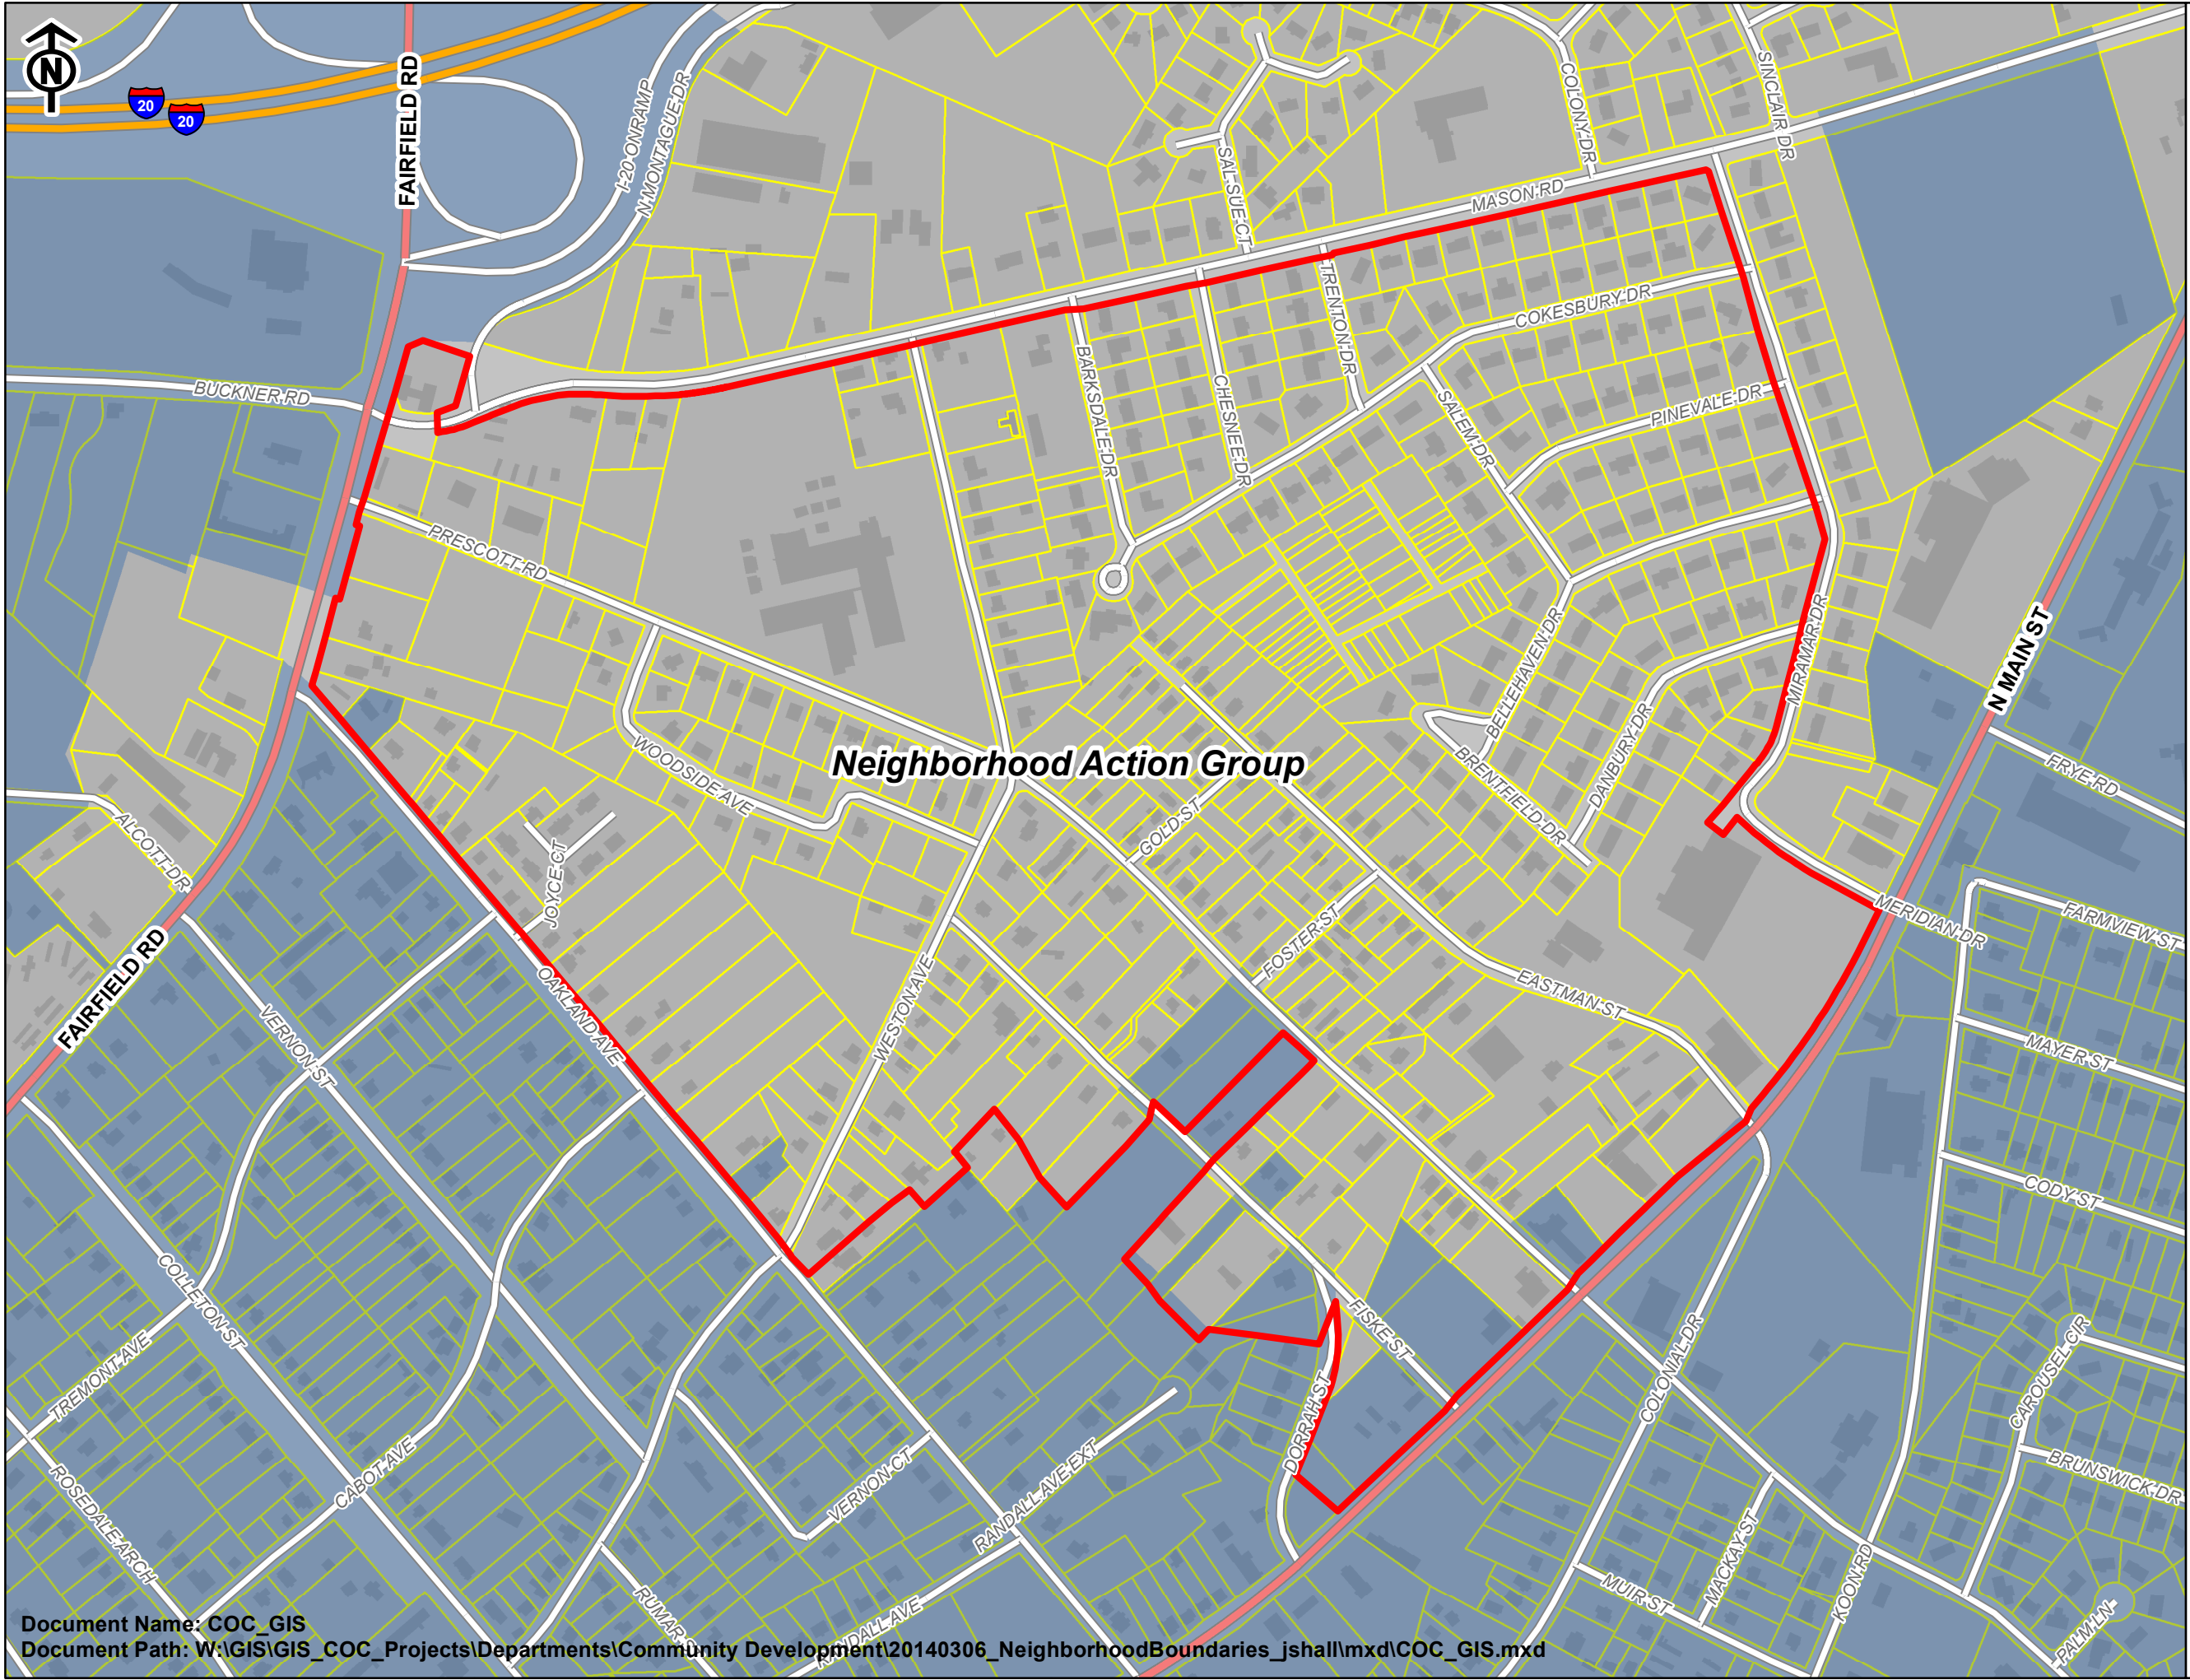 N
20
20
FAIRFIELD RD
I-20 ONRAMP
N MONTAGUE DR
SAL SUE CT
COLONY DR
SINCLAIR DR
MASON RD
BUCKNER RD
TRENTON DR
COKESBURY DR
BARKSDALE DR
CHESNEE DR
SALEM DR
PINEVALE DR
PRESCOTT RD
MIRAMAR DR
N MAIN ST
BELLEHAVEN DR
DANBURY DR
BRENTFIELD DR
WOODSIDE AVE
Neighborhood Action Group
FRYE RD
GOLD ST
ALCOTT DR
JOYCE CT
MERIDIAN DR
FARMVIEW ST
FAIRFIELD RD
FOSTER ST
VERNON ST
OAKLAND AVE
WESTON AVE
EASTMAN ST
MAYER ST
CODY ST
COLLETON ST
TREMONT AVE
FISKE ST
COLONIAL DR
CAROUSEL CIR
DORRAH ST
CABOT AVE
VERNON CT
RANDALL AVE EXT
BRUNSWICK DR
ROSEDALE ARCH
MACKAY ST
MUIR ST
KOON RD
RUMAR
RANDALL AVE
PALM LN
Document Name: COC_GIS
Document Path: W:\GIS\GIS_COC_Projects\Departments\Community Development\20140306_NeighborhoodBoundaries_jshall\mxd\COC_GIS.mxd